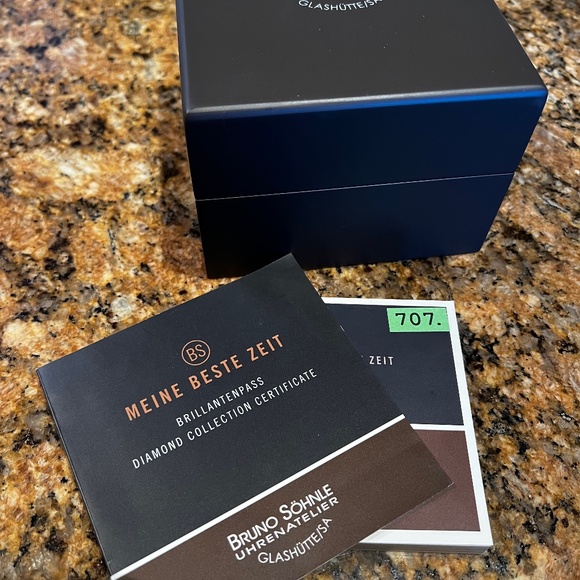 GLASHÜTTE/SA
707.
ZEIT
BS
MEINE BESTE ZEIT
BRILLANTENPASS
DIAMOND COLLECTION CERTIFICATE
BRUNO SÖHNLE
UHRENATELIER
GLASHÜTTE/SA